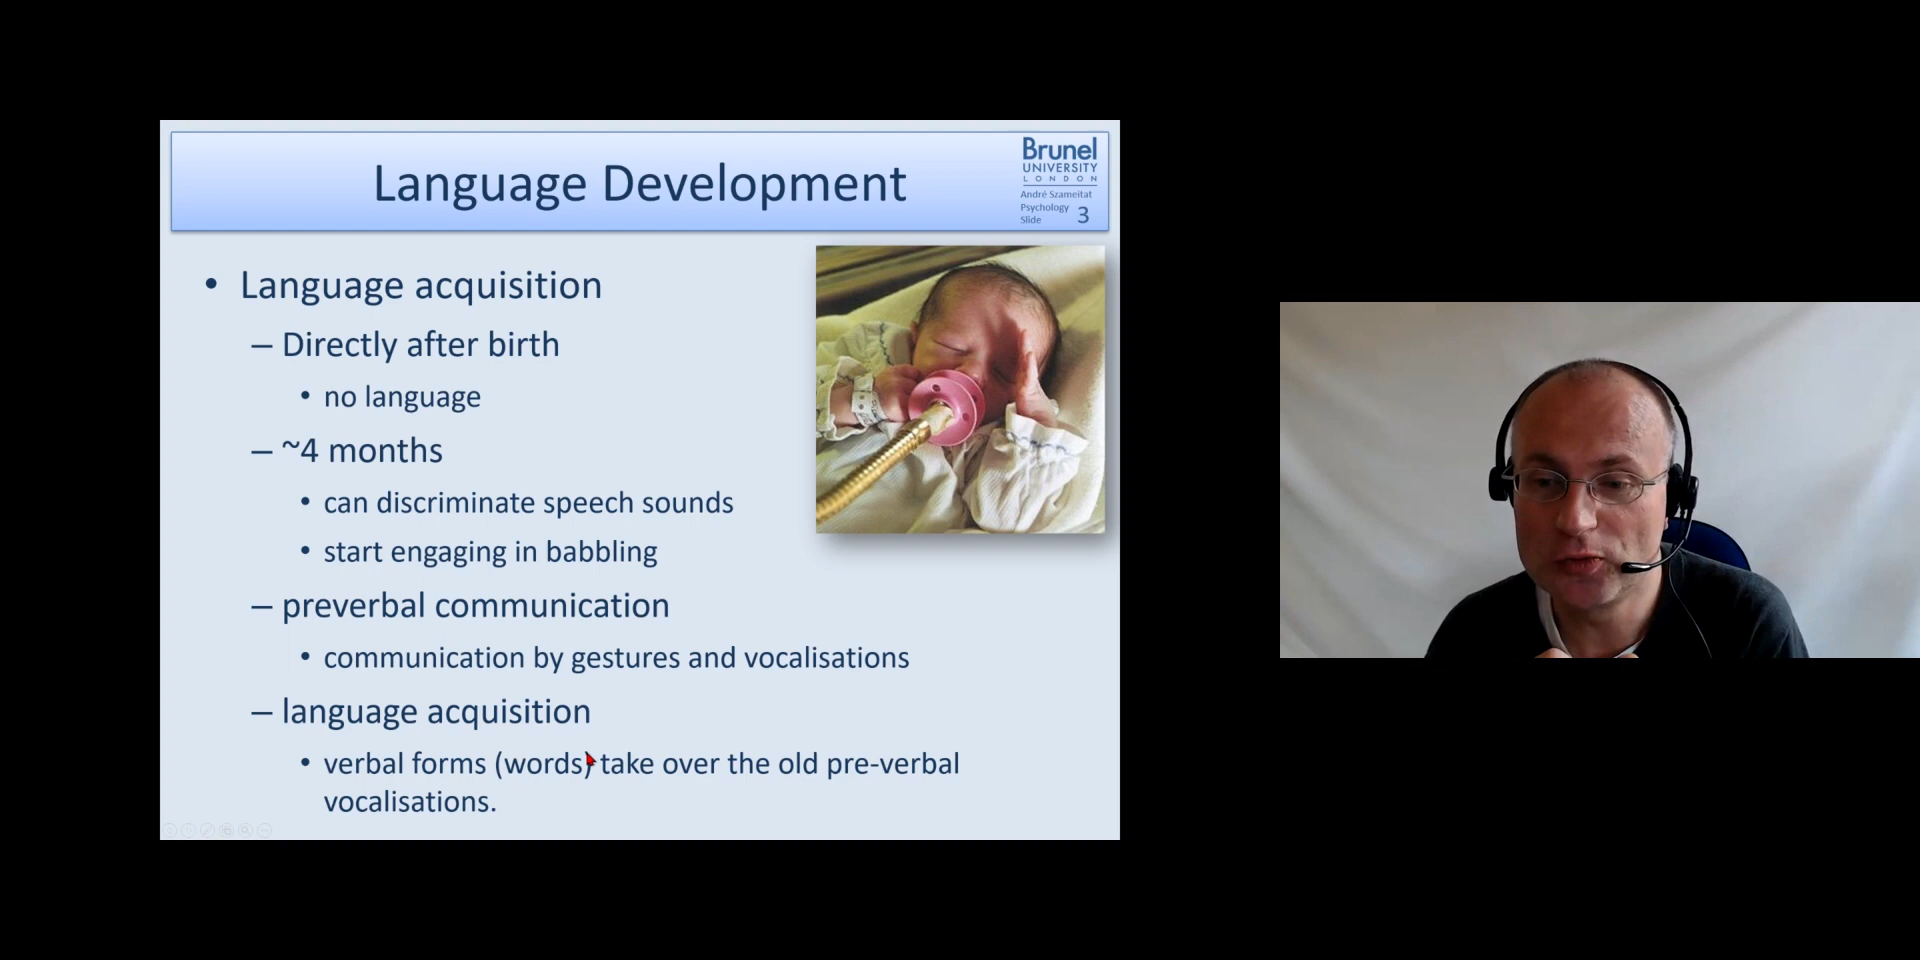 Language Development
Brunel
UNIVERSITY
LONDON
André Szameitat
Psychology
Slide 3
• Language acquisition
– Directly after birth
• no language
– ~4 months
• can discriminate speech sounds
• start engaging in babbling
– preverbal communication
• communication by gestures and vocalisations
– language acquisition
• verbal forms (words) take over the old pre-verbal
vocalisations.